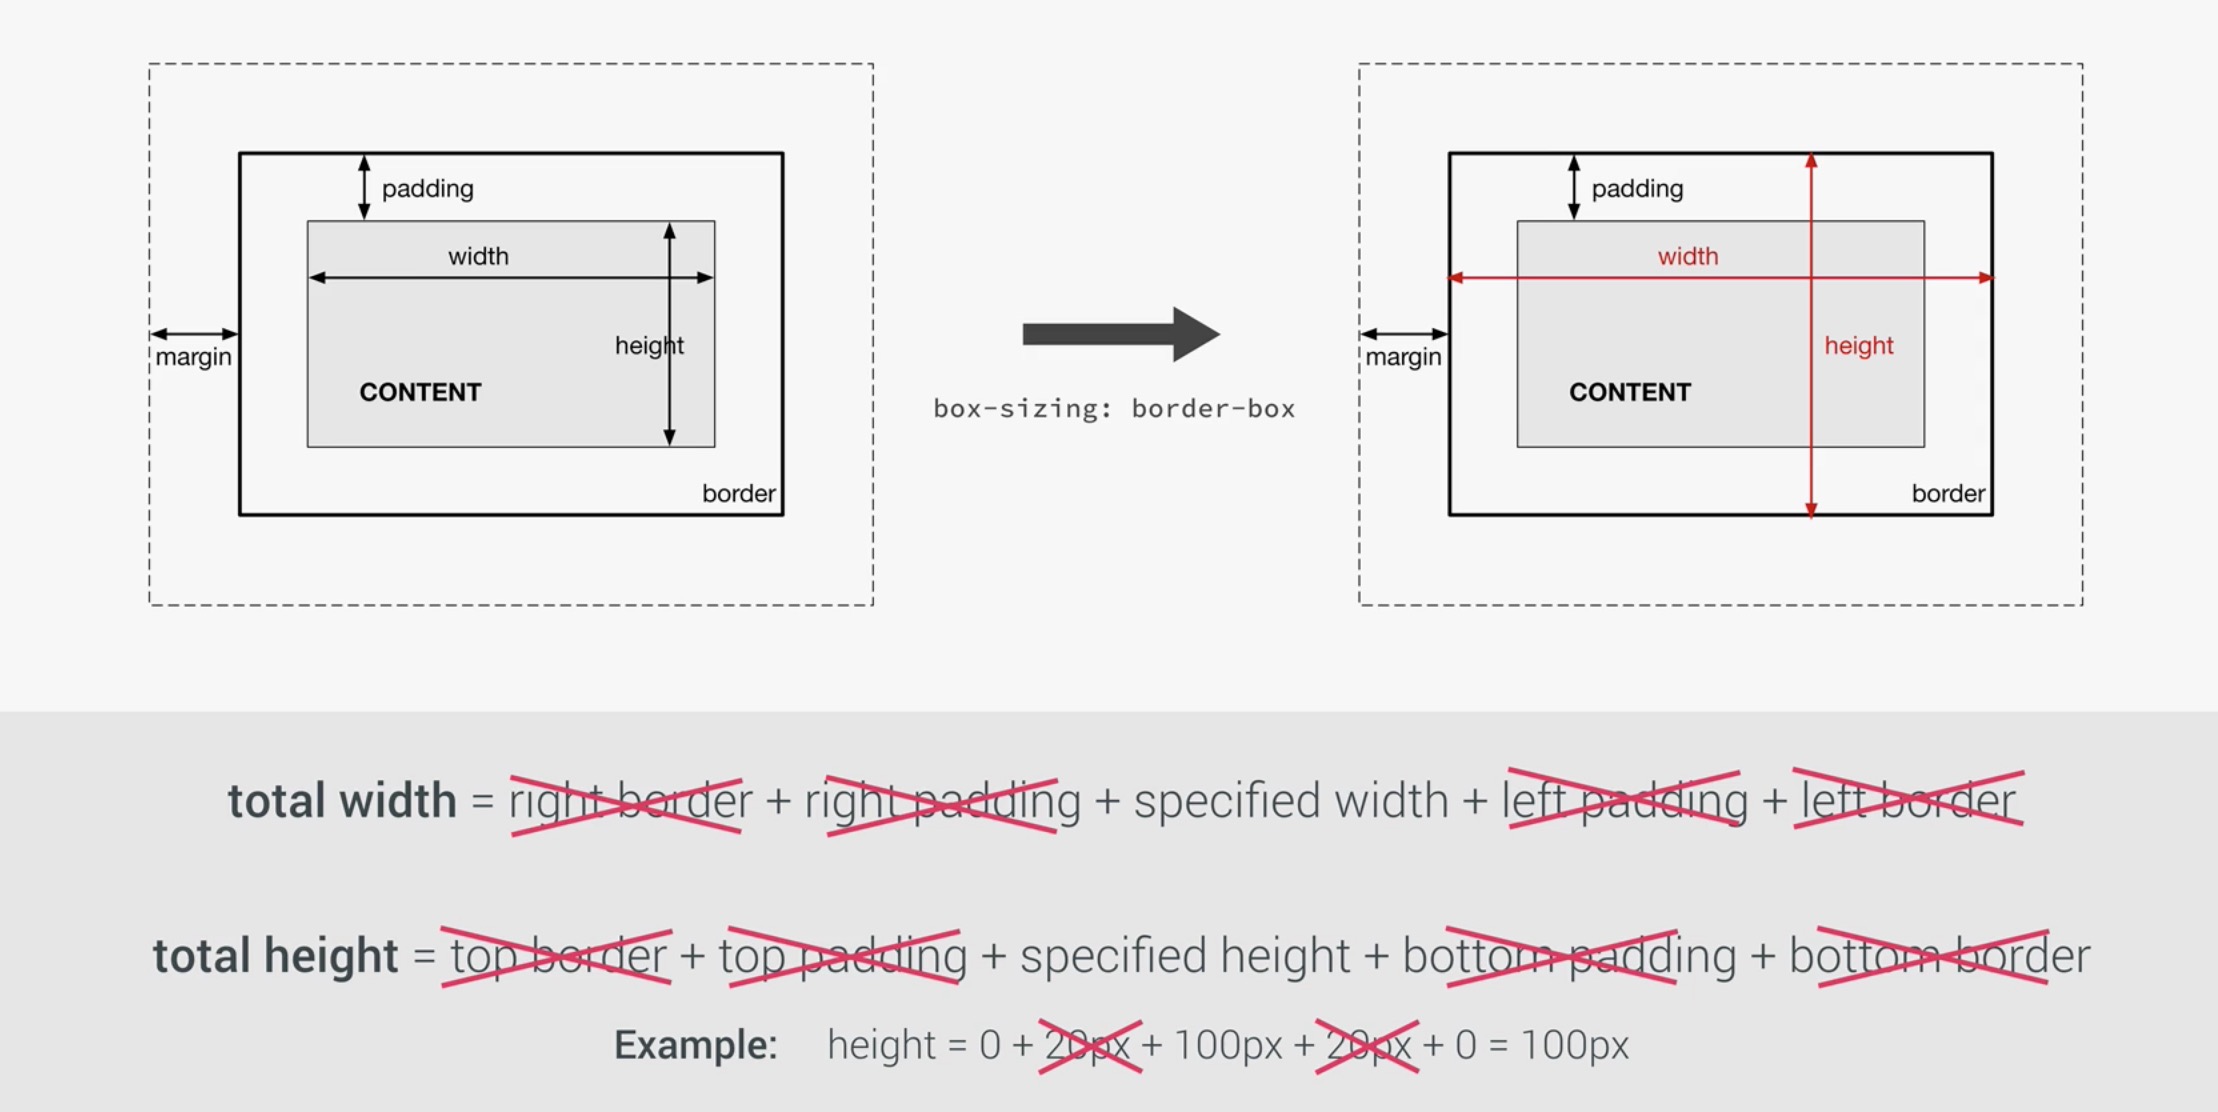 padding
width
height
margin
CONTENT
border
box-sizing: border-box
padding
width
height
margin
CONTENT
border
total width = right border + right padding + specified width + left padding + left border
total height = top border + top padding + specified height + bottom padding + bottom border
Example: height = 0 + 20px + 100px + 20px + 0 = 100px